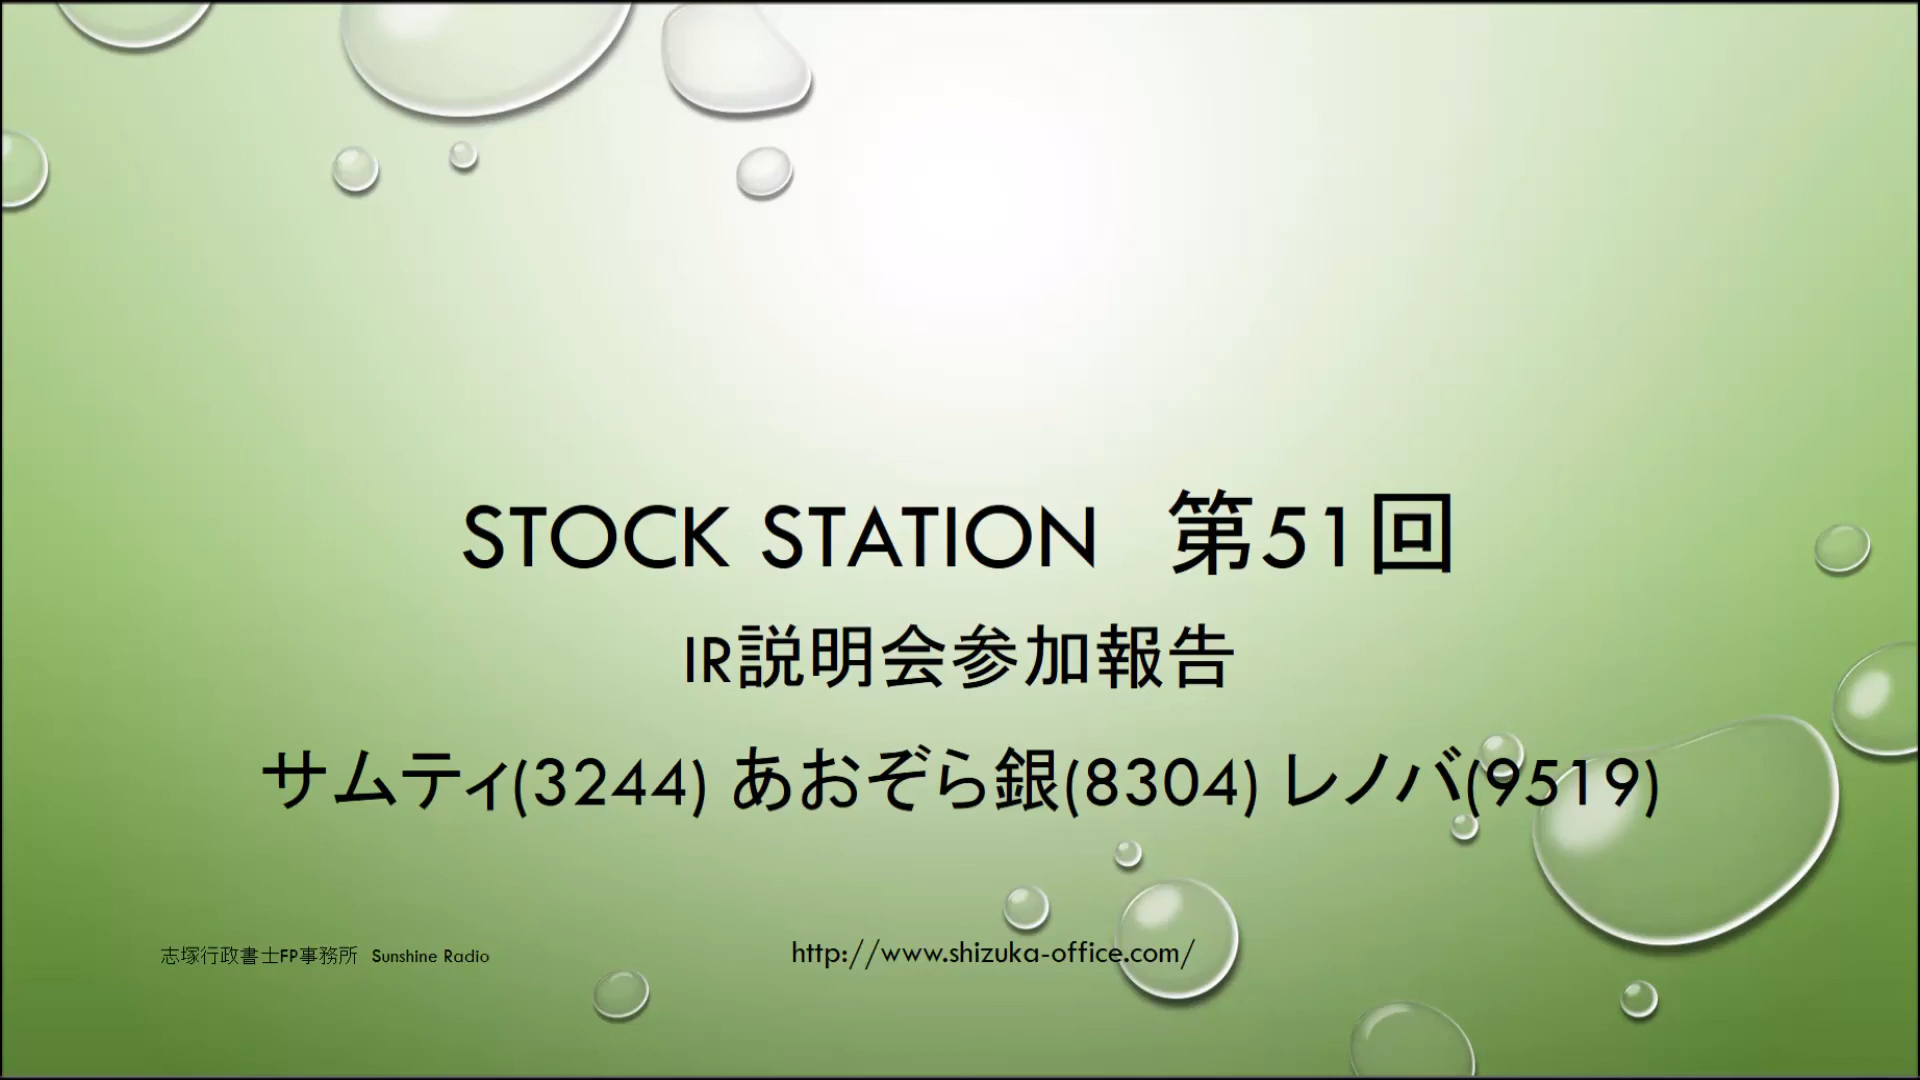 STOCK STATION 第51回
IR説明会参加報告
サムティ(3244) あおぞら銀(8304) レノバ(9519)
志塚行政書士FP事務所 Sunshine Radio
http://www.shizuka-office.com/